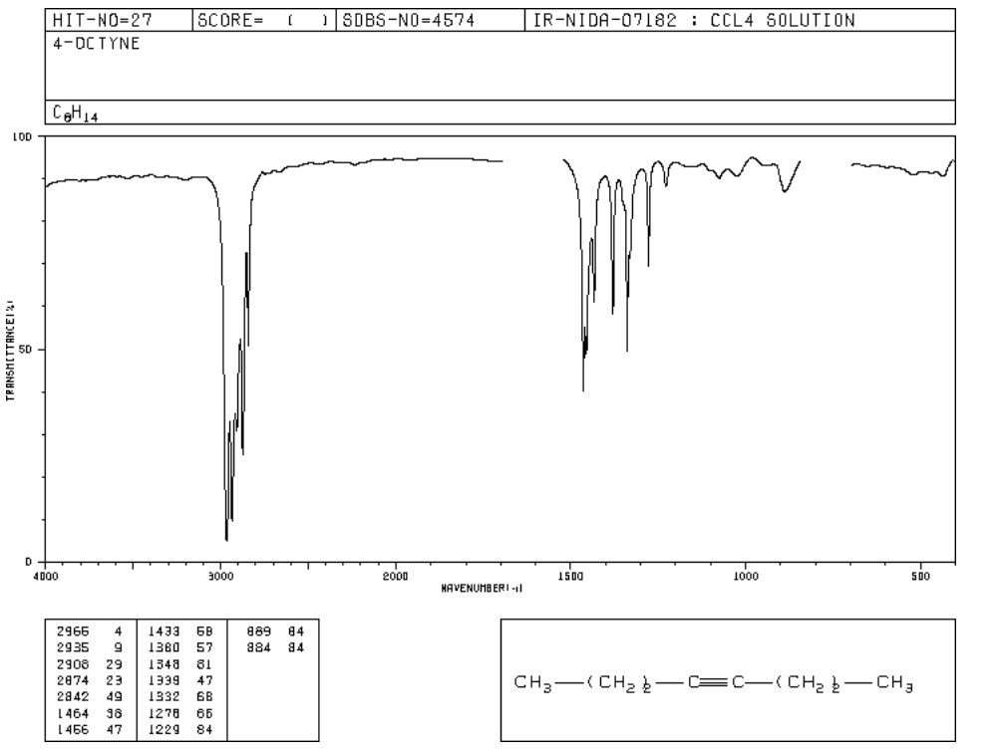 HIT-NO=27 SCORE= ( ) SDBS-NO=4574 IR-NIDA-07182 : CCL4 SOLUTION
4-OCTYNE
C8H14
100
50
0
TRANSMITTANCE(%)
4000 3000 2000 1500 1000 500
WAVENUMBER(-1)
2966 4 1433 59 889 84
2935 9 1380 57 884 84
2908 29 1348 81
2874 23 1339 47
2842 49 1332 68
1464 38 1278 66
1456 47 1229 84
CH3—(CH2)2—C≡C—(CH2)2—CH3